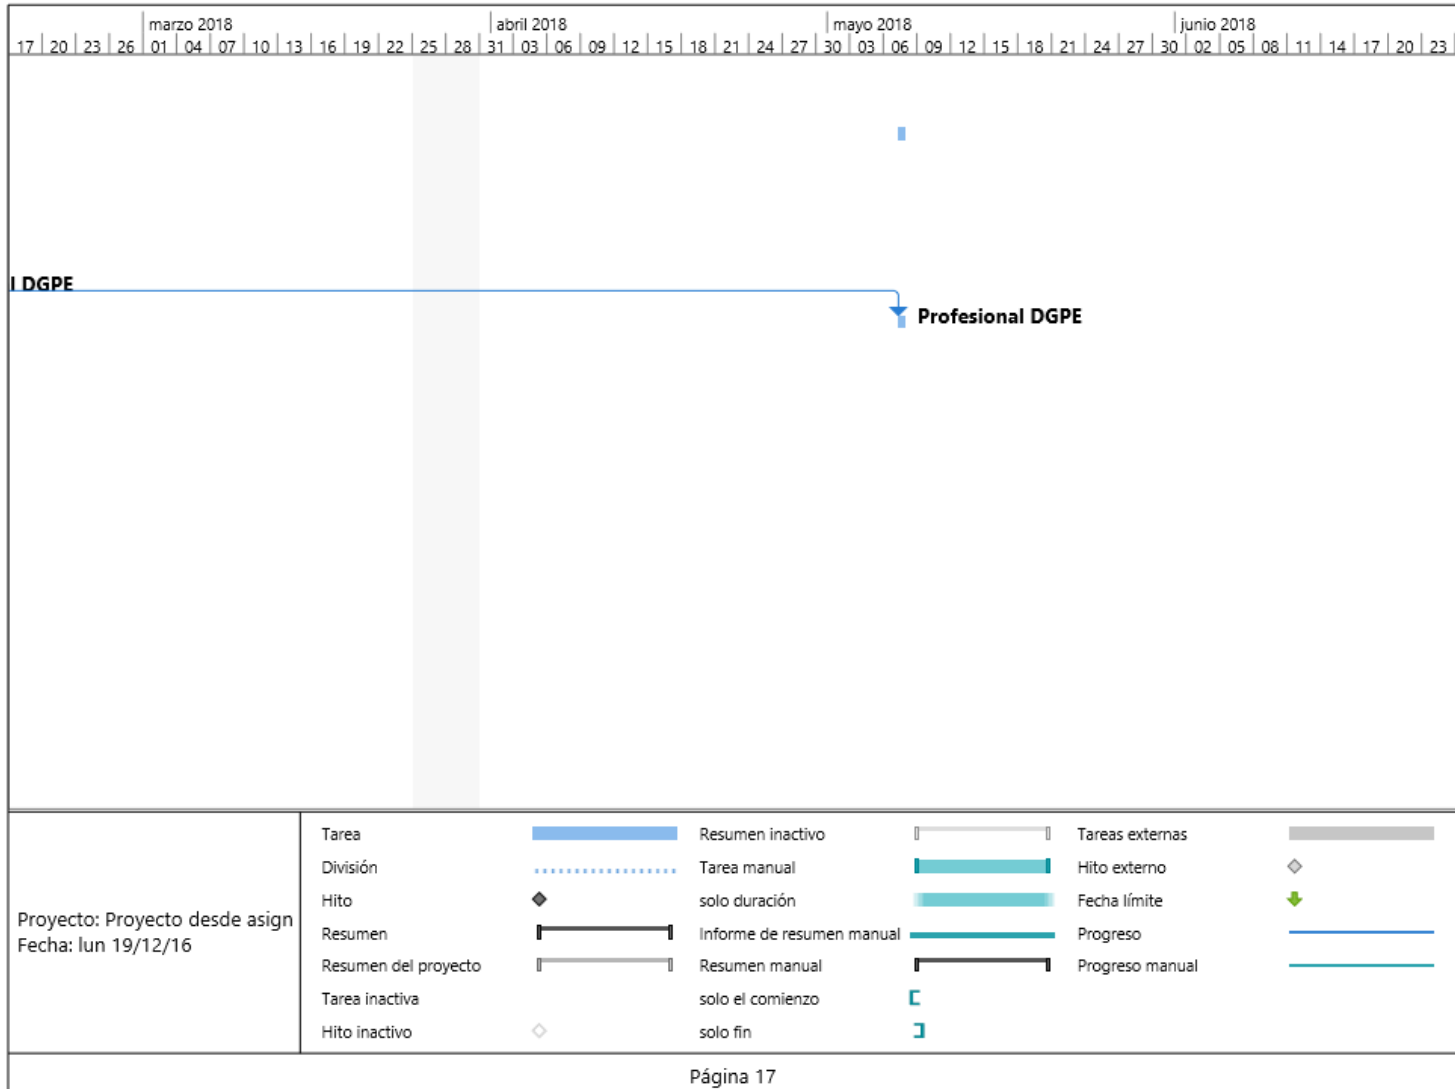 marzo 2018 abril 2018 mayo 2018 junio 2018
17 20 23 26 01 04 07 10 13 16 19 22 25 28 31 03 06 09 12 15 18 21 24 27 30 03 06 09 12 15 18 21 24 27 30 02 05 08 11 14 17 20 23
l DGPE
Profesional DGPE
Proyecto: Proyecto desde asign
Fecha: lun 19/12/16
Tarea
División
Hito
Resumen
Resumen del proyecto
Tarea inactiva
Hito inactivo
Resumen inactivo
Tarea manual
solo duración
Informe de resumen manual
Resumen manual
solo el comienzo
solo fin
Tareas externas
Hito externo
Fecha límite
Progreso
Progreso manual
Página 17